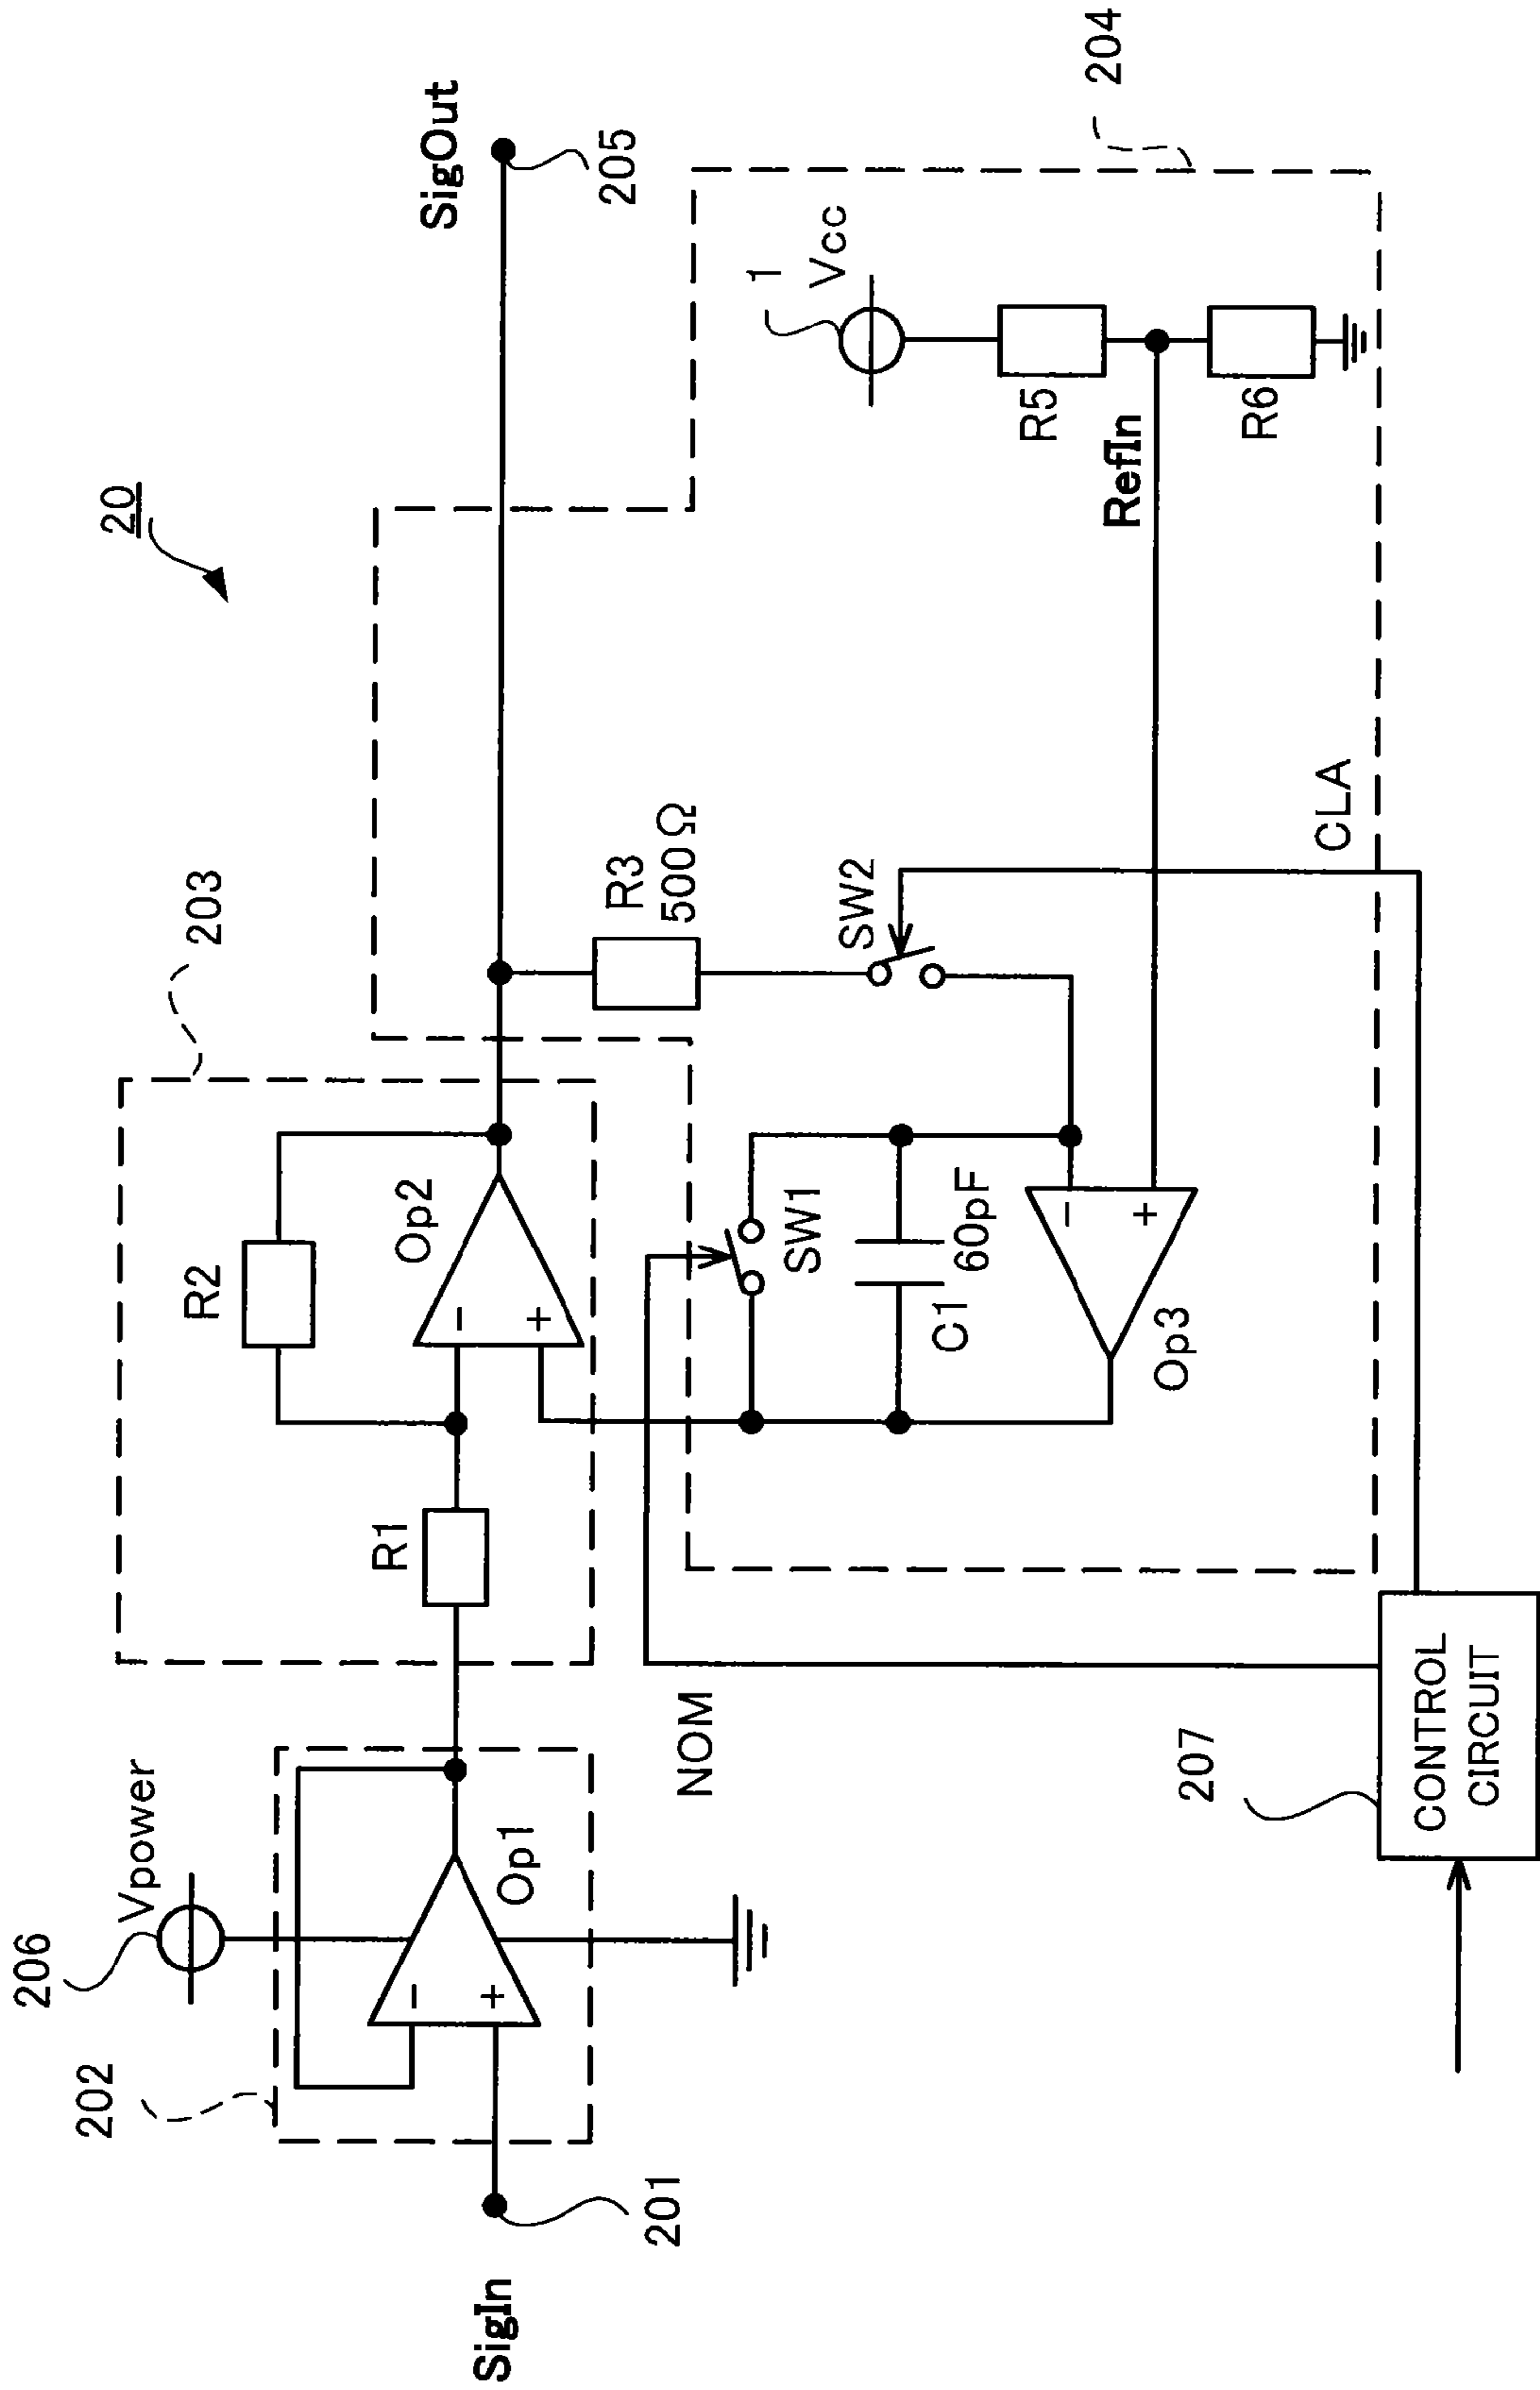 20
SigIn
201
202
206
Vpower
Op1
-
+
NOM
R1
R2
203
Op2
-
+
SigOut
205
R3
500Ω
SW2
SW1
C1
60pF
Op3
-
+
CLA
RefIn
1
Vcc
R5
R6
204
207
CONTROL
CIRCUIT